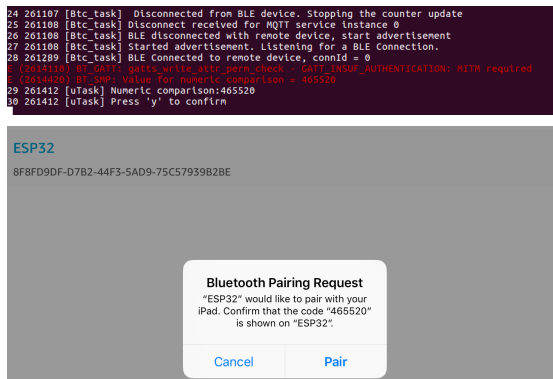 24 261107 [Btc_task]  Disconnected from BLE device. Stopping the counter update
25 261108 [Btc_task] Disconnect received for MQTT service instance 0
26 261108 [Btc_task] BLE disconnected with remote device, start advertisement
27 261108 [Btc_task] Started advertisement. Listening for a BLE Connection.
28 261289 [Btc_task] BLE Connected to remote device, connId = 0
E (2614110) BT_GATT: gatts_write_attr_perm_check - GATT_INSUF_AUTHENTICATION: MITM required
E (2614420) BT_SMP: Value for numeric comparison = 465520
29 261412 [uTask] Numeric comparison:465520
30 261412 [uTask] Press 'y' to confirm
ESP32
8F8FD9DF-D7B2-44F3-5AD9-75C57939B2BE
Bluetooth Pairing Request
“ESP32” would like to pair with your
iPad. Confirm that the code “465520”
is shown on “ESP32”.
Cancel Pair